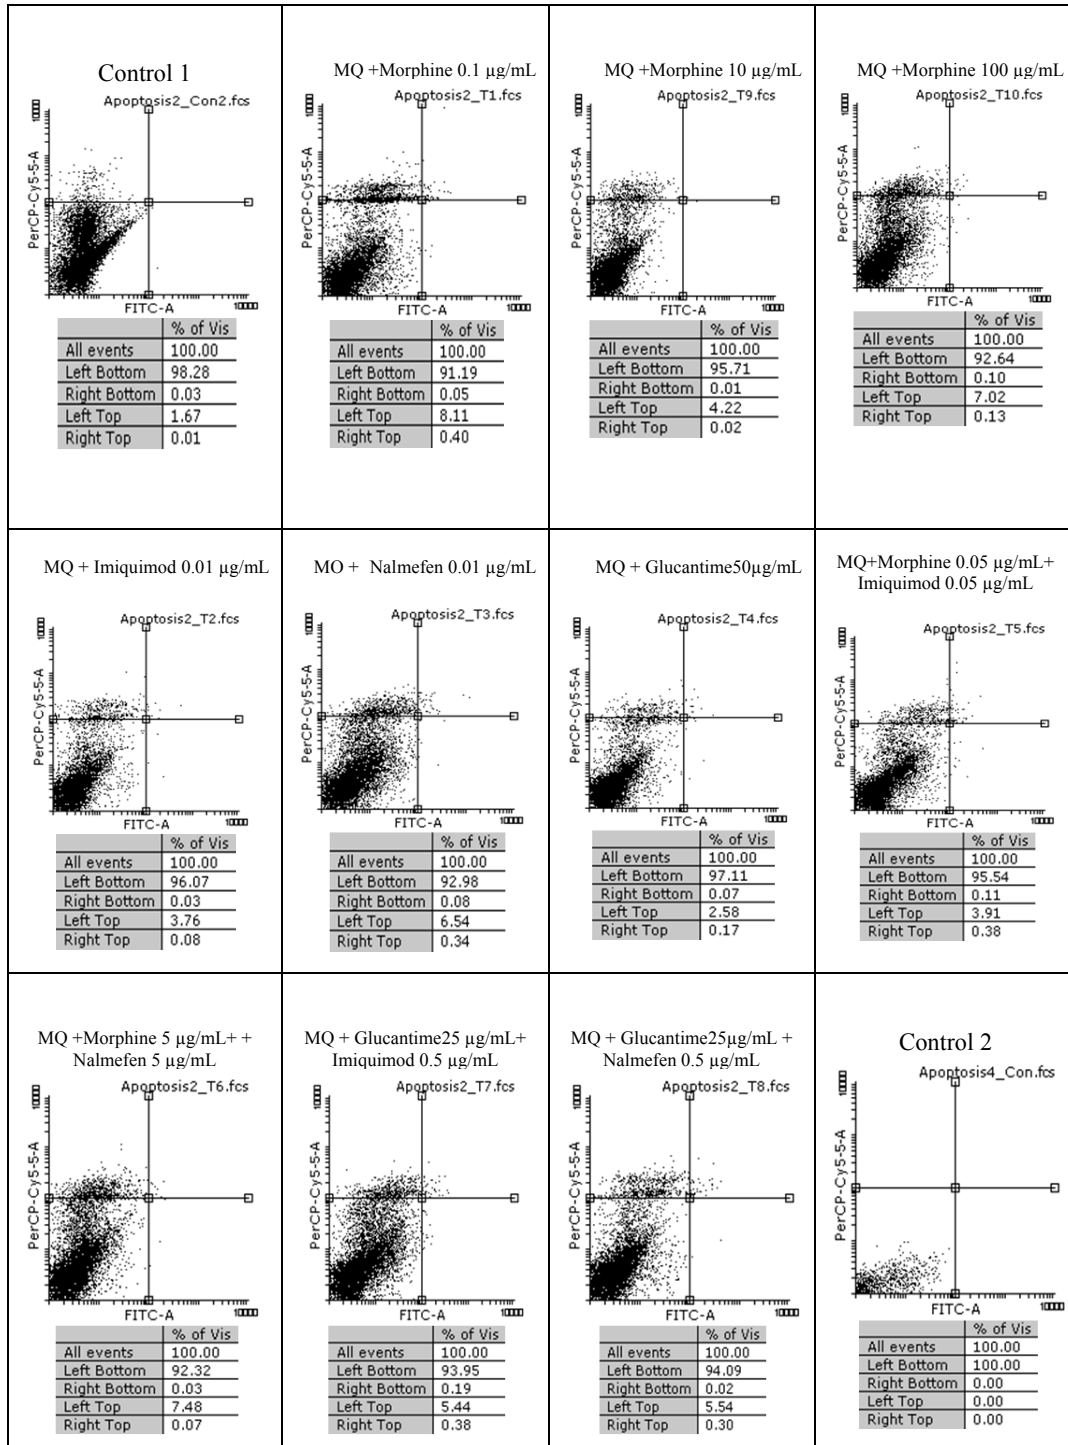 Control 1
Apoptosis2_Con2.fcs
PerCP-Cy5-5-A
FITC-A
% of Vis
All events 100.00
Left Bottom 98.28
Right Bottom 0.03
Left Top 1.67
Right Top 0.01
MQ +Morphine 0.1 µg/mL
Apoptosis2_T1.fcs
PerCP-Cy5-5-A
FITC-A
% of Vis
All events 100.00
Left Bottom 91.19
Right Bottom 0.05
Left Top 8.11
Right Top 0.40
MQ +Morphine 10 µg/mL
Apoptosis2_T9.fcs
PerCP-Cy5-5-A
FITC-A
% of Vis
All events 100.00
Left Bottom 95.71
Right Bottom 0.01
Left Top 4.22
Right Top 0.02
MQ +Morphine 100 µg/mL
Apoptosis2_T10.fcs
PerCP-Cy5-5-A
FITC-A
% of Vis
All events 100.00
Left Bottom 92.64
Right Bottom 0.10
Left Top 7.02
Right Top 0.13
MQ + Imiquimod 0.01 µg/mL
Apoptosis2_T2.fcs
PerCP-Cy5-5-A
FITC-A
% of Vis
All events 100.00
Left Bottom 96.07
Right Bottom 0.03
Left Top 3.76
Right Top 0.08
MO + Nalmefen 0.01 µg/mL
Apoptosis2_T3.fcs
PerCP-Cy5-5-A
FITC-A
% of Vis
All events 100.00
Left Bottom 92.98
Right Bottom 0.08
Left Top 6.54
Right Top 0.34
MQ + Glucantime50µg/mL
Apoptosis2_T4.fcs
PerCP-Cy5-5-A
FITC-A
% of Vis
All events 100.00
Left Bottom 97.11
Right Bottom 0.07
Left Top 2.58
Right Top 0.17
MQ+Morphine 0.05 µg/mL+
Imiquimod 0.05 µg/mL
Apoptosis2_T5.fcs
PerCP-Cy5-5-A
FITC-A
% of Vis
All events 100.00
Left Bottom 95.54
Right Bottom 0.11
Left Top 3.91
Right Top 0.38
MQ +Morphine 5 µg/mL+ +
Nalmefen 5 µg/mL
Apoptosis2_T6.fcs
PerCP-Cy5-5-A
FITC-A
% of Vis
All events 100.00
Left Bottom 92.32
Right Bottom 0.03
Left Top 7.48
Right Top 0.07
MQ + Glucantime25 µg/mL+
Imiquimod 0.5 µg/mL
Apoptosis2_T7.fcs
PerCP-Cy5-5-A
FITC-A
% of Vis
All events 100.00
Left Bottom 93.95
Right Bottom 0.19
Left Top 5.44
Right Top 0.38
MQ + Glucantime25µg/mL +
Nalmefen 0.5 µg/mL
Apoptosis2_T8.fcs
PerCP-Cy5-5-A
FITC-A
% of Vis
All events 100.00
Left Bottom 94.09
Right Bottom 0.02
Left Top 5.54
Right Top 0.30
Control 2
Apoptosis4_Con.fcs
PerCP-Cy5-5-A
FITC-A
% of Vis
All events 100.00
Left Bottom 100.00
Right Bottom 0.00
Left Top 0.00
Right Top 0.00